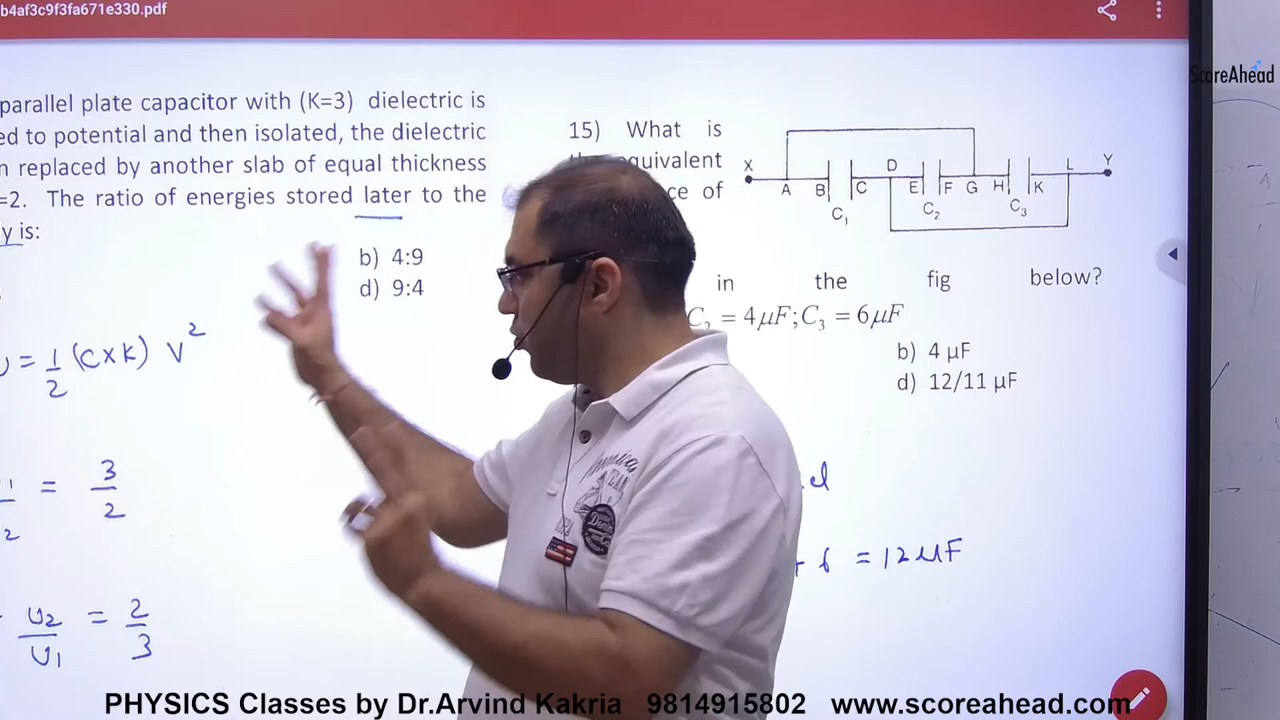 b4af3c9f3fa671e330.pdf
ScoreAhead
parallel plate capacitor with (K=3) dielectric is
ed to potential and then isolated, the dielectric
n replaced by another slab of equal thickness
=2. The ratio of energies stored later to the
y is:
b) 4:9
d) 9:4
= 1/2 (C×K) V²
= 3/2
U2/U1 = 2/3
15) What is
equivalent
ce of
X A B C D E F G H K L Y
C₁ C₂ C₃
in the fig below?
= 4μF; C₃ = 6μF
b) 4 μF
d) 12/11 μF
el
+ 6 = 12μF
PHYSICS Classes by Dr.Arvind Kakria 9814915802 www.scoreahead.com